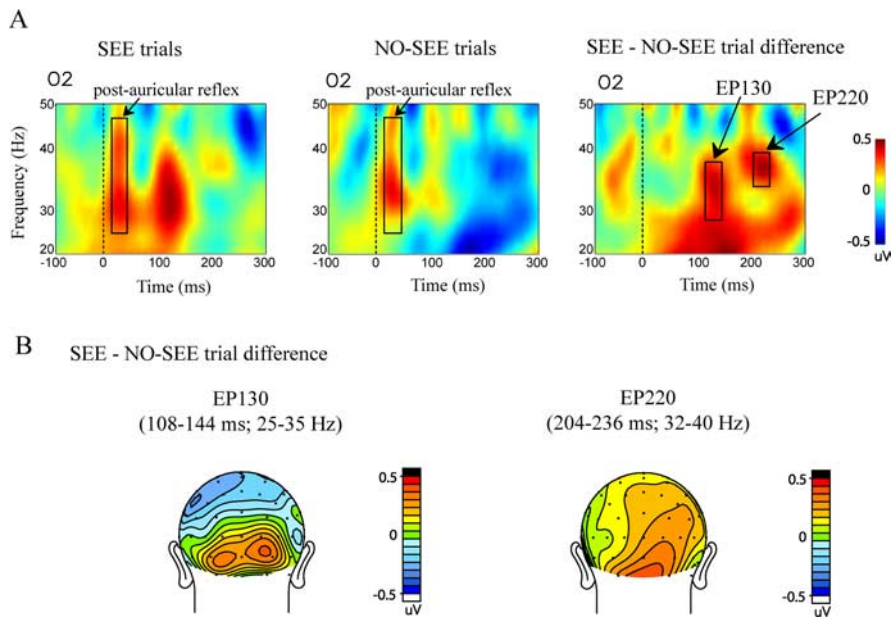 A
SEE trials
NO-SEE trials
SEE - NO-SEE trial difference
O2
post-auricular reflex
O2
post-auricular reflex
O2
EP130
EP220
Frequency (Hz)
50
40
30
20
-100
0
100
200
300
Time (ms)
50
40
30
20
-100
0
100
200
300
Time (ms)
50
40
30
20
-100
0
100
200
300
Time (ms)
0.5
0
-0.5
uV
B
SEE - NO-SEE trial difference
EP130
(108-144 ms; 25-35 Hz)
EP220
(204-236 ms; 32-40 Hz)
0.5
0
-0.5
uV
0.5
0
-0.5
uV